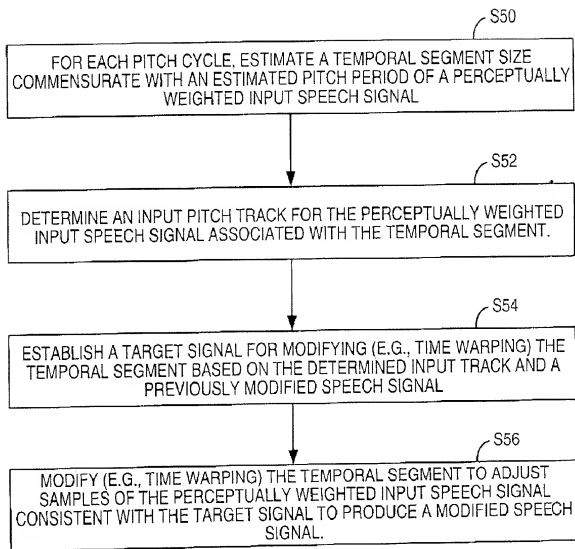 S50
FOR EACH PITCH CYCLE, ESTIMATE A TEMPORAL SEGMENT SIZE
COMMENSURATE WITH AN ESTIMATED PITCH PERIOD OF A PERCEPTUALLY
WEIGHTED INPUT SPEECH SIGNAL
S52
DETERMINE AN INPUT PITCH TRACK FOR THE PERCEPTUALLY WEIGHTED
INPUT SPEECH SIGNAL ASSOCIATED WITH THE TEMPORAL SEGMENT.
S54
ESTABLISH A TARGET SIGNAL FOR MODIFYING (E.G., TIME WARPING) THE
TEMPORAL SEGMENT BASED ON THE DETERMINED INPUT TRACK AND A
PREVIOUSLY MODIFIED SPEECH SIGNAL
S56
MODIFY (E.G., TIME WARPING) THE TEMPORAL SEGMENT TO ADJUST
SAMPLES OF THE PERCEPTUALLY WEIGHTED INPUT SPEECH SIGNAL
CONSISTENT WITH THE TARGET SIGNAL TO PRODUCE A MODIFIED SPEECH
SIGNAL.